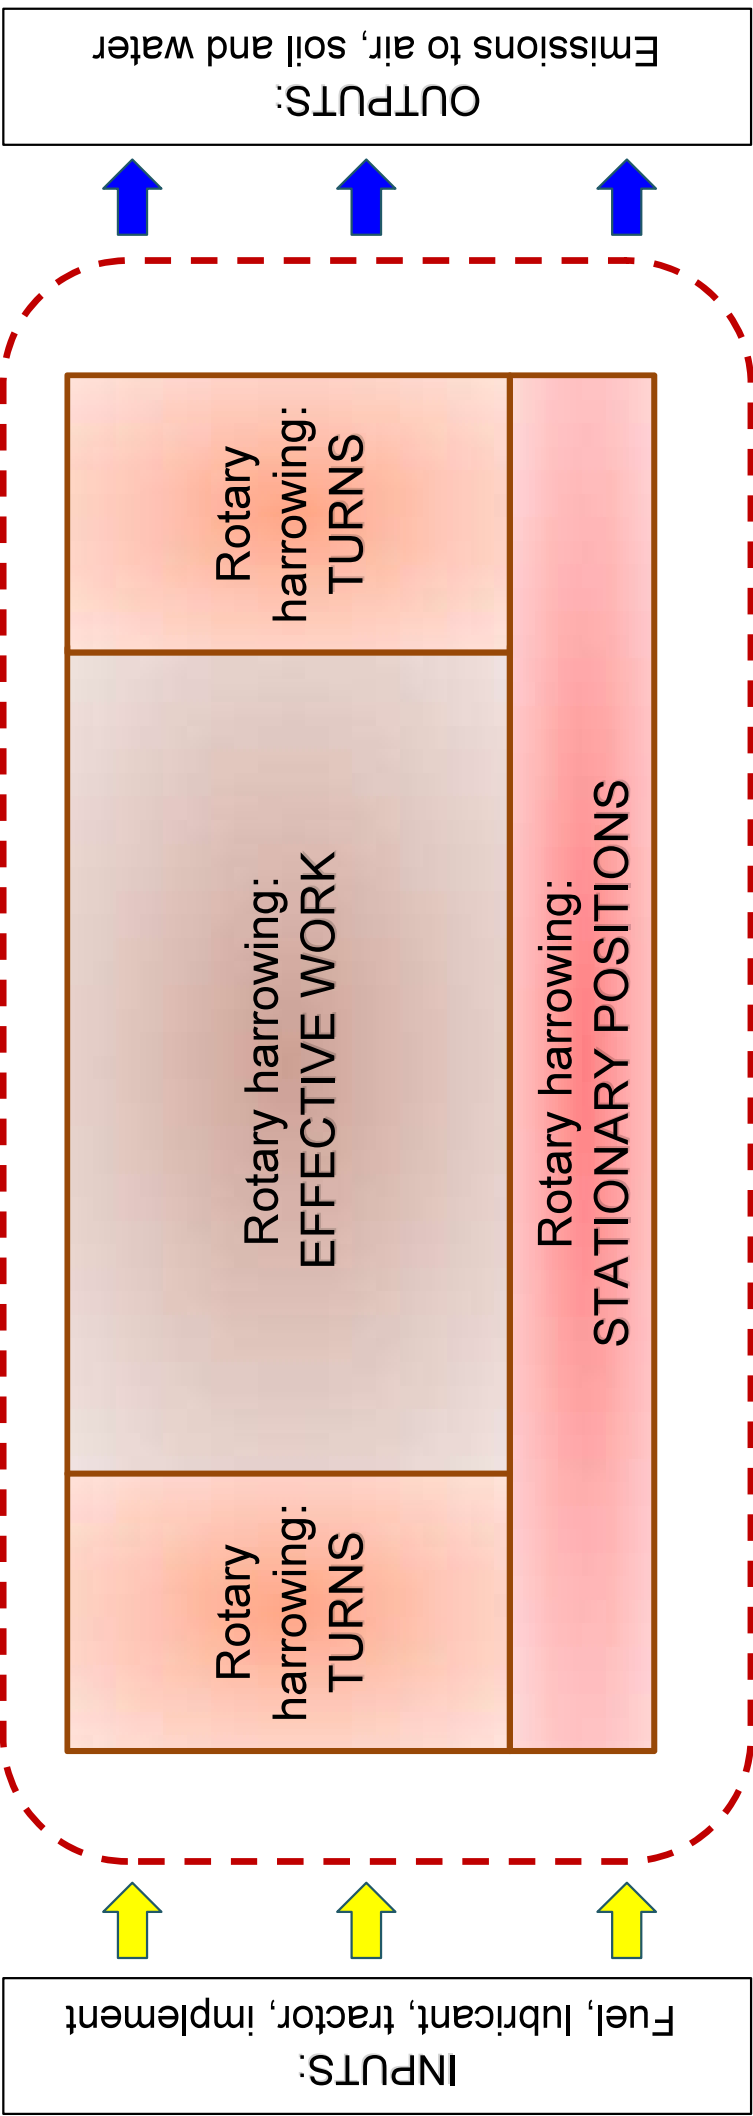 INPUTS:
Fuel, lubricant, tractor, implement
Rotary
harrowing:
TURNS
Rotary harrowing:
EFFECTIVE WORK
Rotary
harrowing:
TURNS
Rotary harrowing:
STATIONARY POSITIONS
OUTPUTS:
Emissions to air, soil and water